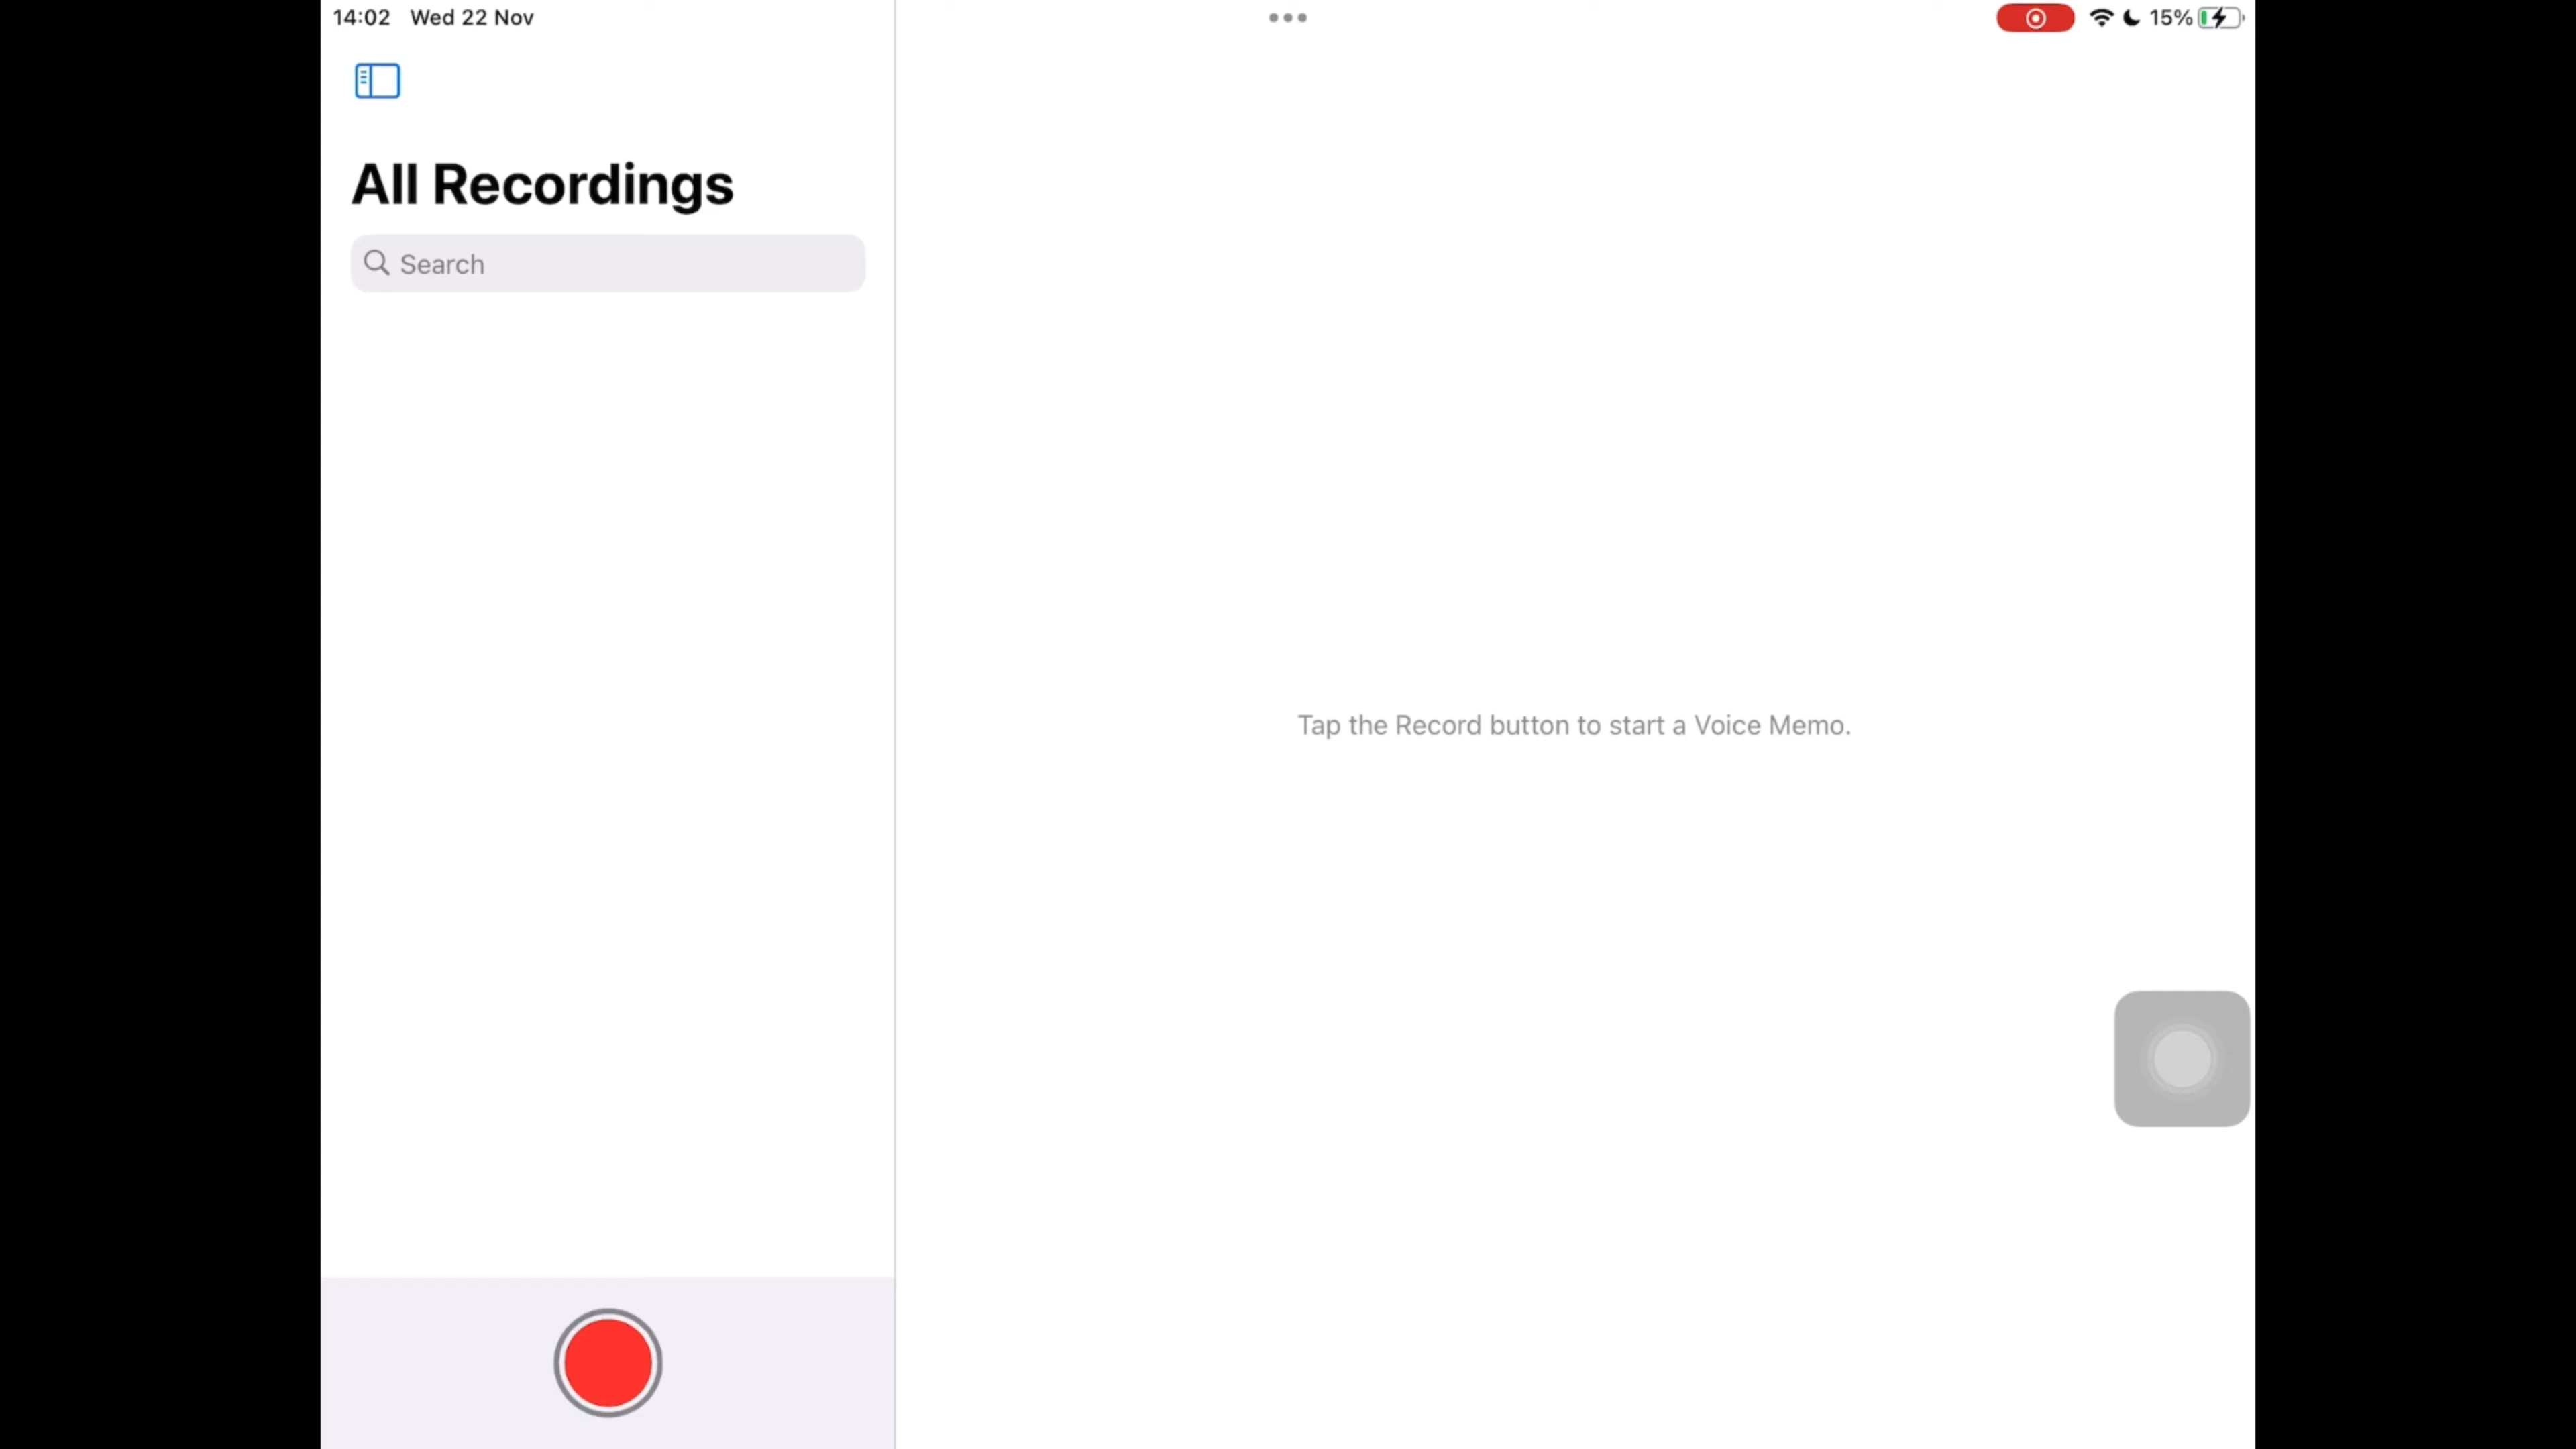 14:02 Wed 22 Nov
15%
All Recordings
Search
Tap the Record button to start a Voice Memo.